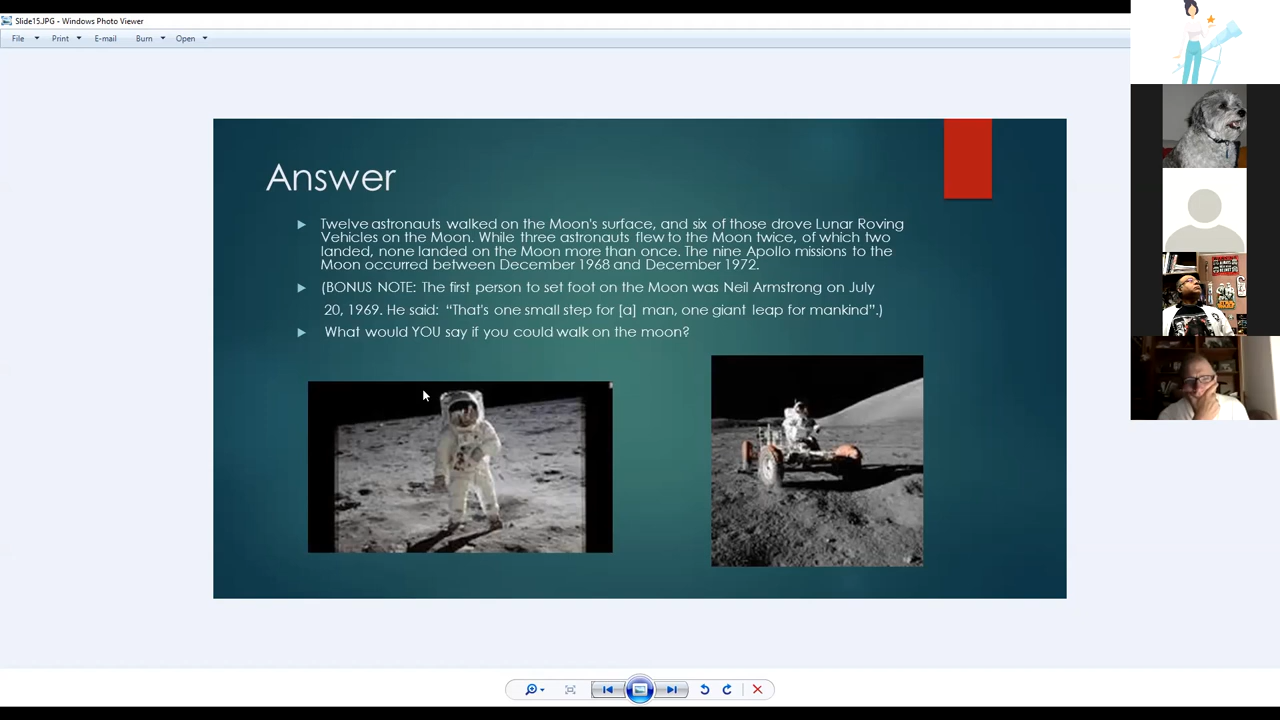 Slide15.JPG - Windows Photo Viewer
File Print E-mail Burn Open
Answer
Twelve astronauts walked on the Moon's surface, and six of those drove Lunar Roving
Vehicles on the Moon. While three astronauts flew to the Moon twice, of which two
landed, none landed on the Moon more than once. The nine Apollo missions to the
Moon occurred between December 1968 and December 1972.
(BONUS NOTE: The first person to set foot on the Moon was Neil Armstrong on July
20, 1969. He said: “That's one small step for [a] man, one giant leap for mankind”.)
What would YOU say if you could walk on the moon?